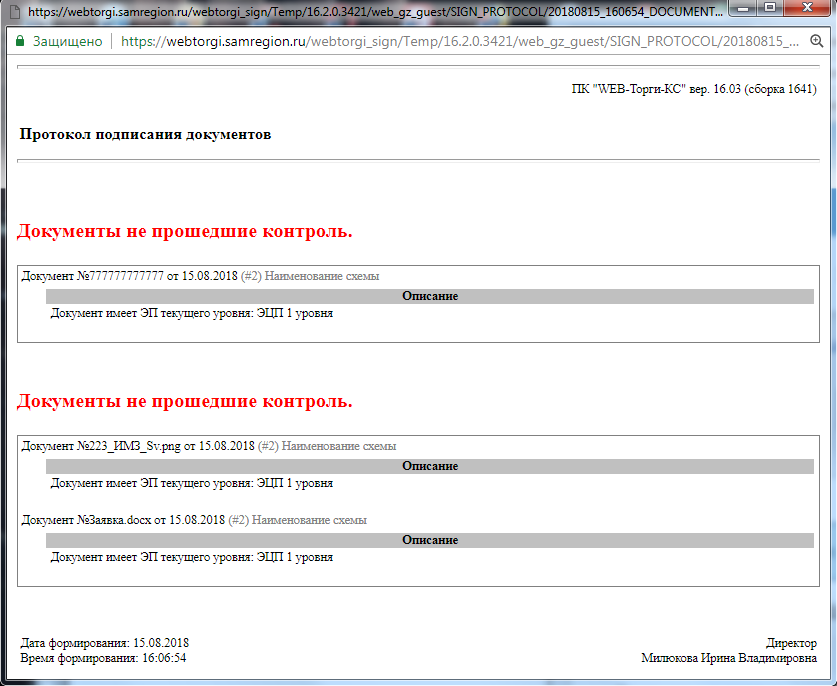 https://webtorgi.samregion.ru/webtorgi_sign/Temp/16.2.0.3421/web_gz_guest/SIGN_PROTOCOL/20180815_160654_DOCUMENT...
Защищено | https://webtorgi.samregion.ru/webtorgi_sign/Temp/16.2.0.3421/web_gz_guest/SIGN_PROTOCOL/20180815_...
ПК "WEB-Торги-КС" вер. 16.03 (сборка 1641)
Протокол подписания документов
Документы не прошедшие контроль.
Документ №777777777777 от 15.08.2018 (#2) Наименование схемы
Описание
Документ имеет ЭП текущего уровня: ЭЦП 1 уровня
Документы не прошедшие контроль.
Документ №223_ИМЗ_Sv.png от 15.08.2018 (#2) Наименование схемы
Описание
Документ имеет ЭП текущего уровня: ЭЦП 1 уровня
Документ №Заявка.docx от 15.08.2018 (#2) Наименование схемы
Описание
Документ имеет ЭП текущего уровня: ЭЦП 1 уровня
Дата формирования: 15.08.2018
Время формирования: 16:06:54
Директор
Милюкова Ирина Владимировна